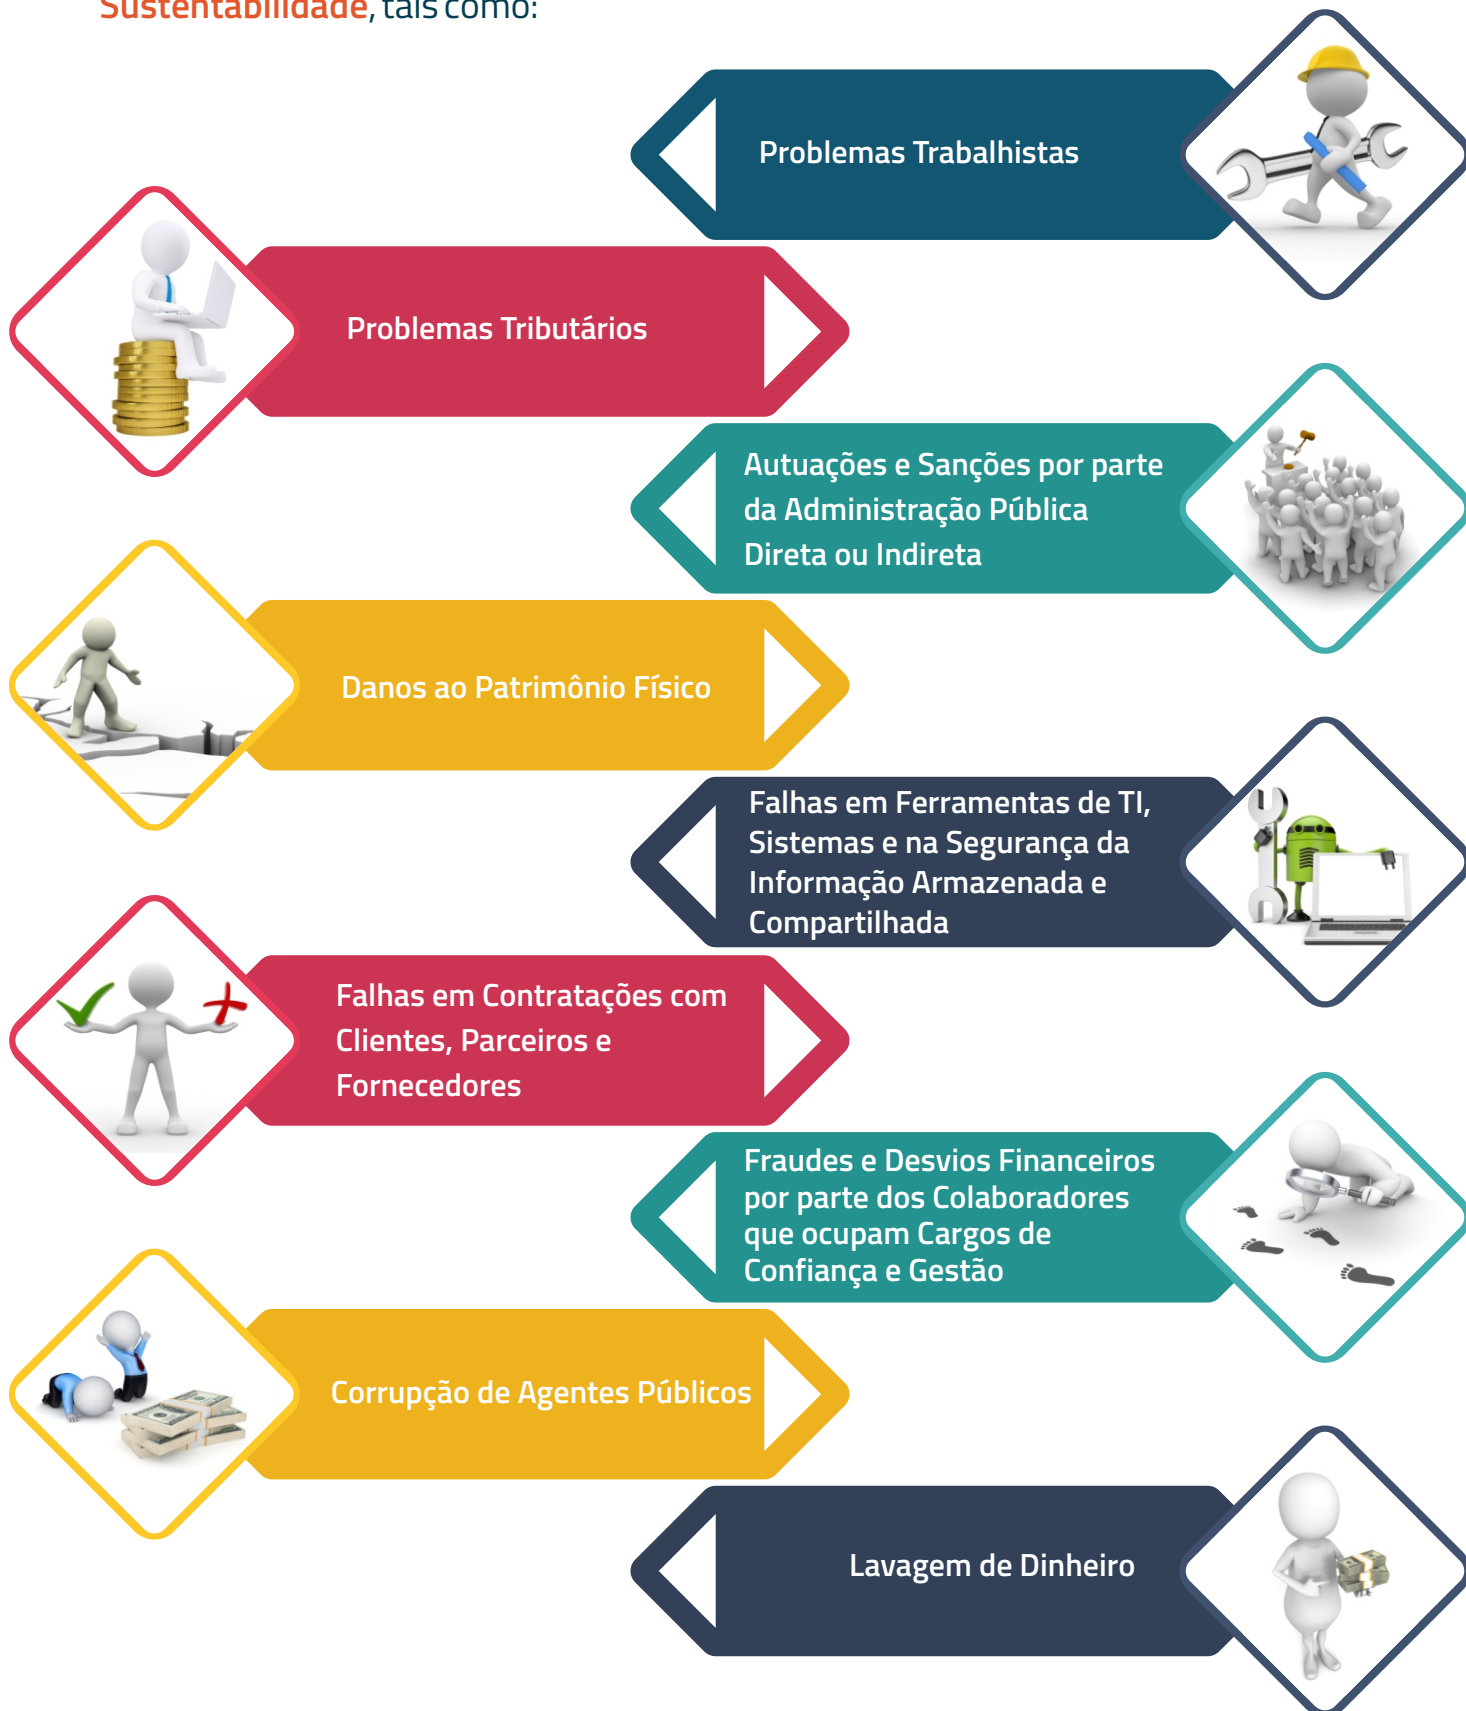 Sustentabilidade, tais como:
Problemas Trabalhistas
Problemas Tributários
Autuações e Sanções por parte
da Administração Pública
Direta ou Indireta
Danos ao Patrimônio Físico
Falhas em Ferramentas de TI,
Sistemas e na Segurança da
Informação Armazenada e
Compartilhada
Falhas em Contratações com
Clientes, Parceiros e
Fornecedores
Fraudes e Desvios Financeiros
por parte dos Colaboradores
que ocupam Cargos de
Confiança e Gestão
Corrupção de Agentes Públicos
Lavagem de Dinheiro